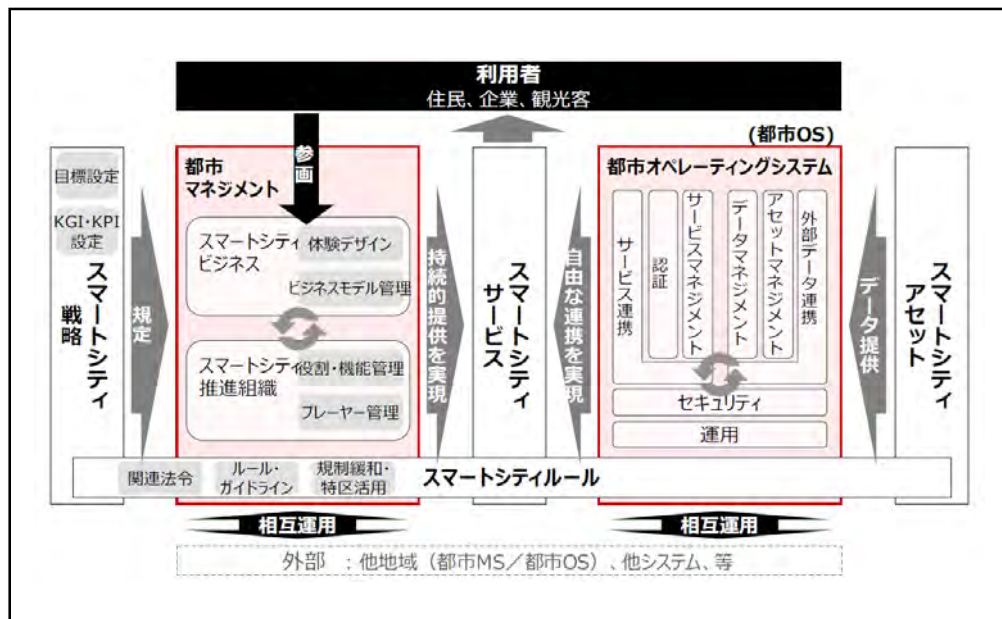 利用者
住民、企業、観光客
参画
(都市OS)
目標設定
KGI・KPI
設定
スマートシティ
戦略
規定
都市
マネジメント
スマートシティ
ビジネス
体験デザイン
ビジネスモデル管理
スマートシティ
推進組織
役割・機能管理
プレーヤー管理
持続的提供を実現
スマートシティ
サービス
自由な連携を実現
都市オペレーティングシステム
サービス連携
認証
サービスマネジメント
データマネジメント
アセットマネジメント
外部データ連携
セキュリティ
運用
データ提供
スマートシティ
アセット
関連法令
ルール・
ガイドライン
規制緩和・
特区活用
スマートシティルール
相互運用
相互運用
外部 : 他地域（都市MS／都市OS）、他システム、等